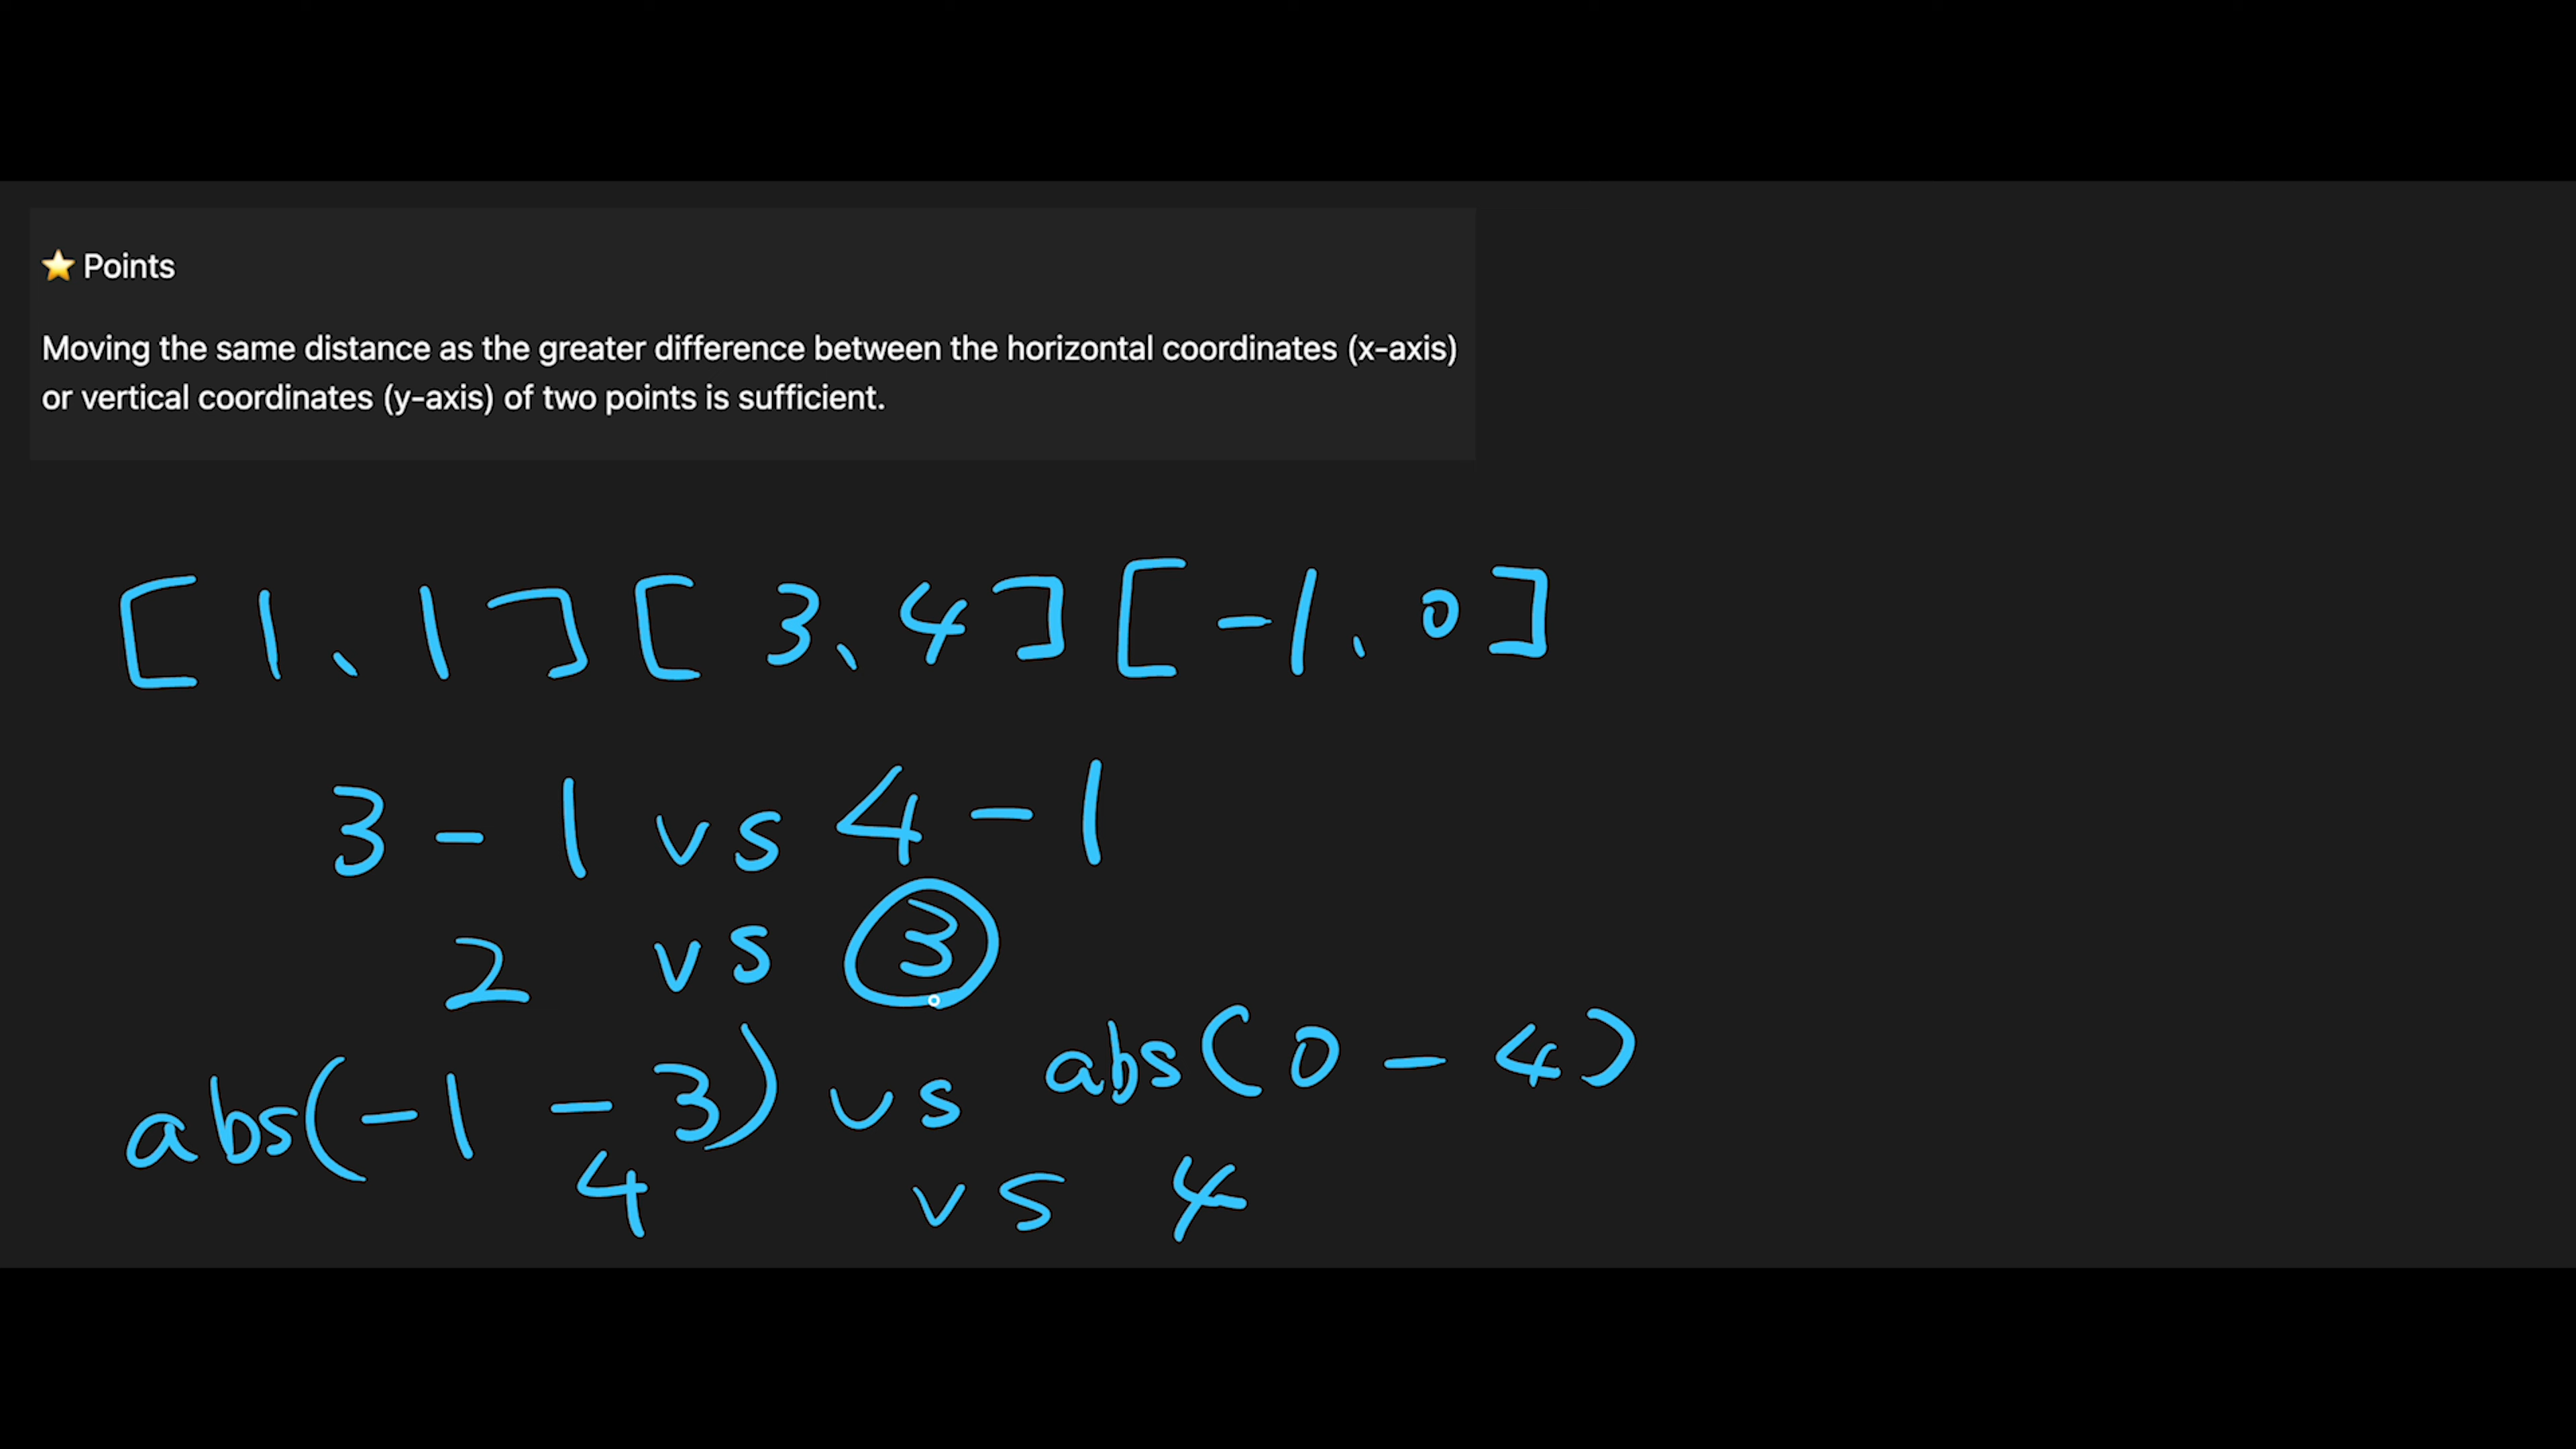 ⭐ Points
Moving the same distance as the greater difference between the horizontal coordinates (x-axis)
or vertical coordinates (y-axis) of two points is sufficient.
[1, 1] [3, 4] [-1, 0]
3 - 1 vs 4 - 1
2 vs 3
abs(-1 - 3) vs abs(0 - 4)
4 vs 4